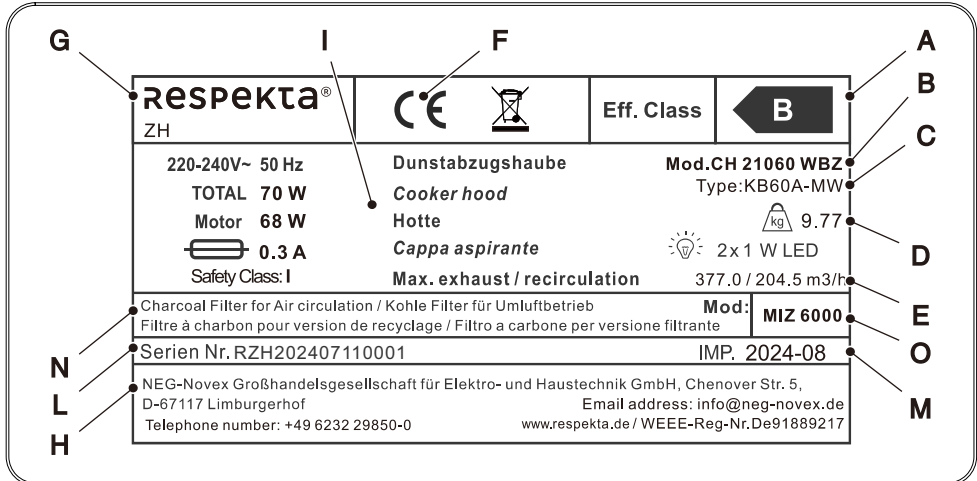 G I F A
B
C
D
E
O
M
N
L
H
Respekta®
ZH
CE
Eff. Class
B
220-240V~ 50 Hz
TOTAL 70 W
Motor 68 W
0.3 A
Safety Class: I
Dunstabzugshaube
Cooker hood
Hotte
Cappa aspirante
Max. exhaust / recirculation
Mod.CH 21060 WBZ
Type:KB60A-MW
kg 9.77
2x1 W LED
377.0 / 204.5 m3/h
Charcoal Filter for Air circulation / Kohle Filter für Umluftbetrieb
Filtre à charbon pour version de recyclage / Filtro a carbone per versione filtrante
Mod: MIZ 6000
Serien Nr. RZH202407110001 IMP. 2024-08
NEG-Novex Großhandelsgesellschaft für Elektro- und Haustechnik GmbH, Chenover Str. 5,
D-67117 Limburgerhof Email address: info@neg-novex.de
Telephone number: +49 6232 29850-0 www.respekta.de / WEEE-Reg-Nr.De91889217